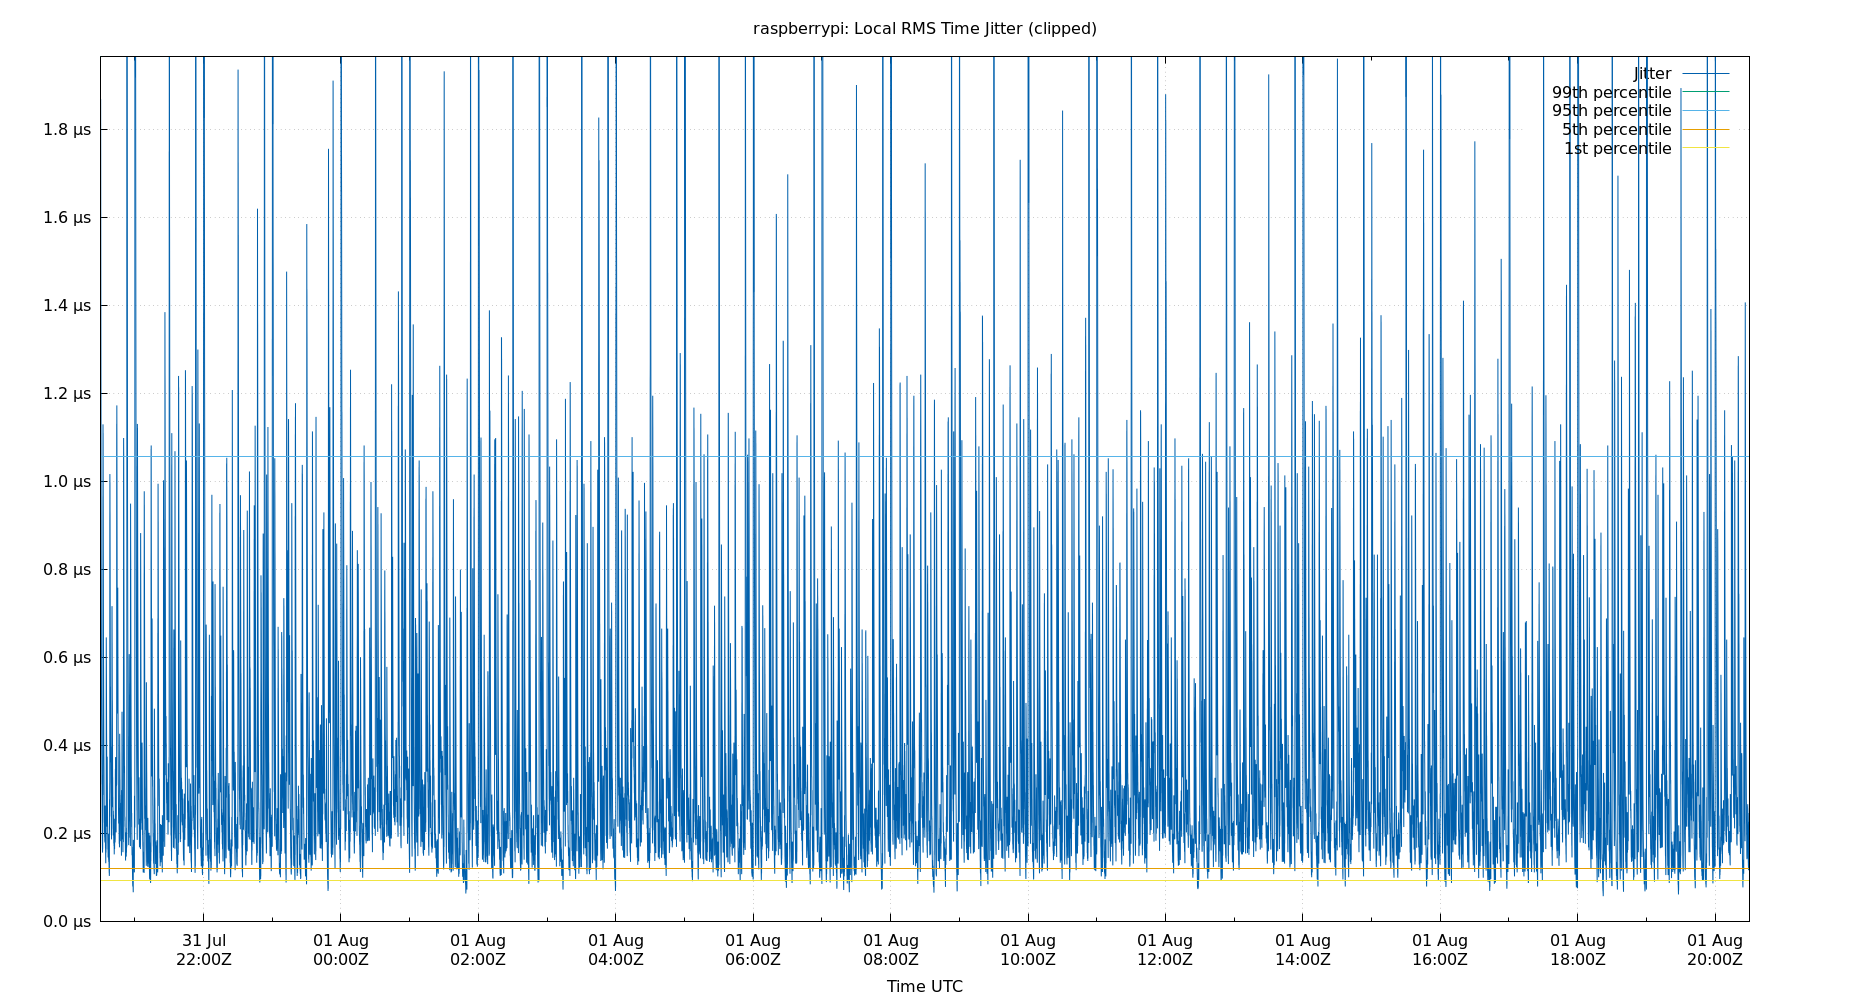 raspberrypi: Local RMS Time Jitter (clipped)
Jitter
99th percentile
95th percentile
5th percentile
1st percentile
1.8 µs
1.6 µs
1.4 µs
1.2 µs
1.0 µs
0.8 µs
0.6 µs
0.4 µs
0.2 µs
0.0 µs
31 Jul 01 Aug 01 Aug 01 Aug 01 Aug 01 Aug 01 Aug 01 Aug 01 Aug 01 Aug 01 Aug 01 Aug
22:00Z 00:00Z 02:00Z 04:00Z 06:00Z 08:00Z 10:00Z 12:00Z 14:00Z 16:00Z 18:00Z 20:00Z
Time UTC